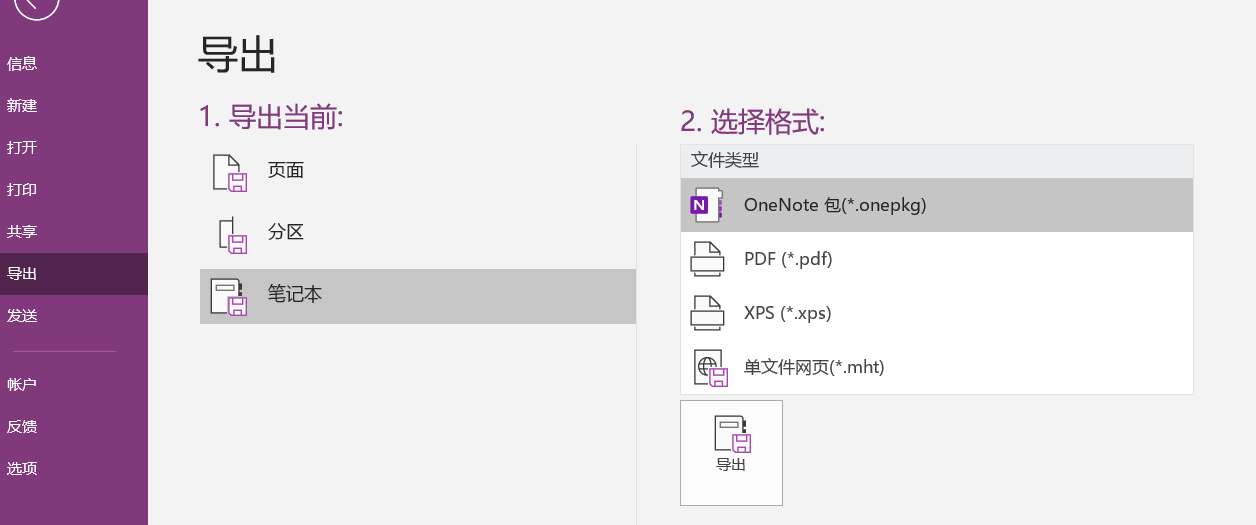 信息
新建
打开
打印
共享
导出
发送
帐户
反馈
选项
导出
1. 导出当前:
页面
分区
笔记本
2. 选择格式:
文件类型
OneNote 包(*.onepkg)
PDF (*.pdf)
XPS (*.xps)
单文件网页(*.mht)
导出